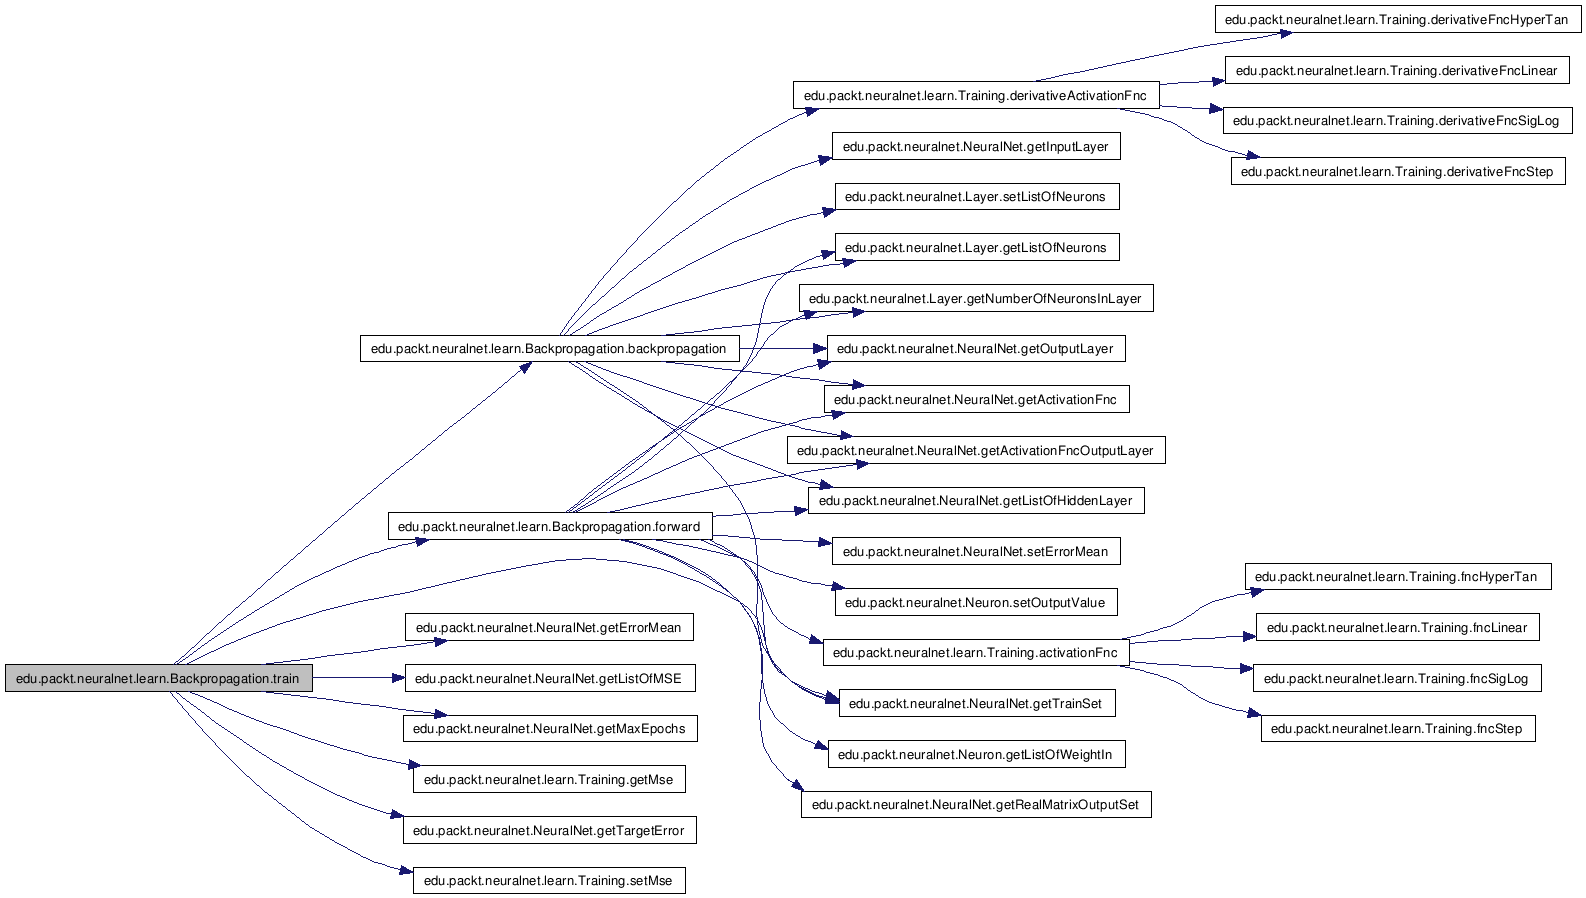 edu.packt.neuralnet.learn.Training.derivativeFncHyperTan
edu.packt.neuralnet.learn.Training.derivativeFncLinear
edu.packt.neuralnet.learn.Training.derivativeActivationFnc
edu.packt.neuralnet.learn.Training.derivativeFncSigLog
edu.packt.neuralnet.NeuralNet.getInputLayer
edu.packt.neuralnet.learn.Training.derivativeFncStep
edu.packt.neuralnet.Layer.setListOfNeurons
edu.packt.neuralnet.Layer.getListOfNeurons
edu.packt.neuralnet.Layer.getNumberOfNeuronsInLayer
edu.packt.neuralnet.learn.Backpropagation.backpropagation
edu.packt.neuralnet.NeuralNet.getOutputLayer
edu.packt.neuralnet.NeuralNet.getActivationFnc
edu.packt.neuralnet.NeuralNet.getActivationFncOutputLayer
edu.packt.neuralnet.NeuralNet.getListOfHiddenLayer
edu.packt.neuralnet.learn.Backpropagation.forward
edu.packt.neuralnet.NeuralNet.setErrorMean
edu.packt.neuralnet.learn.Training.fncHyperTan
edu.packt.neuralnet.Neuron.setOutputValue
edu.packt.neuralnet.NeuralNet.getErrorMean
edu.packt.neuralnet.learn.Training.fncLinear
edu.packt.neuralnet.learn.Training.activationFnc
edu.packt.neuralnet.learn.Backpropagation.train
edu.packt.neuralnet.NeuralNet.getListOfMSE
edu.packt.neuralnet.learn.Training.fncSigLog
edu.packt.neuralnet.NeuralNet.getTrainSet
edu.packt.neuralnet.NeuralNet.getMaxEpochs
edu.packt.neuralnet.learn.Training.fncStep
edu.packt.neuralnet.Neuron.getListOfWeightIn
edu.packt.neuralnet.learn.Training.getMse
edu.packt.neuralnet.NeuralNet.getRealMatrixOutputSet
edu.packt.neuralnet.NeuralNet.getTargetError
edu.packt.neuralnet.learn.Training.setMse